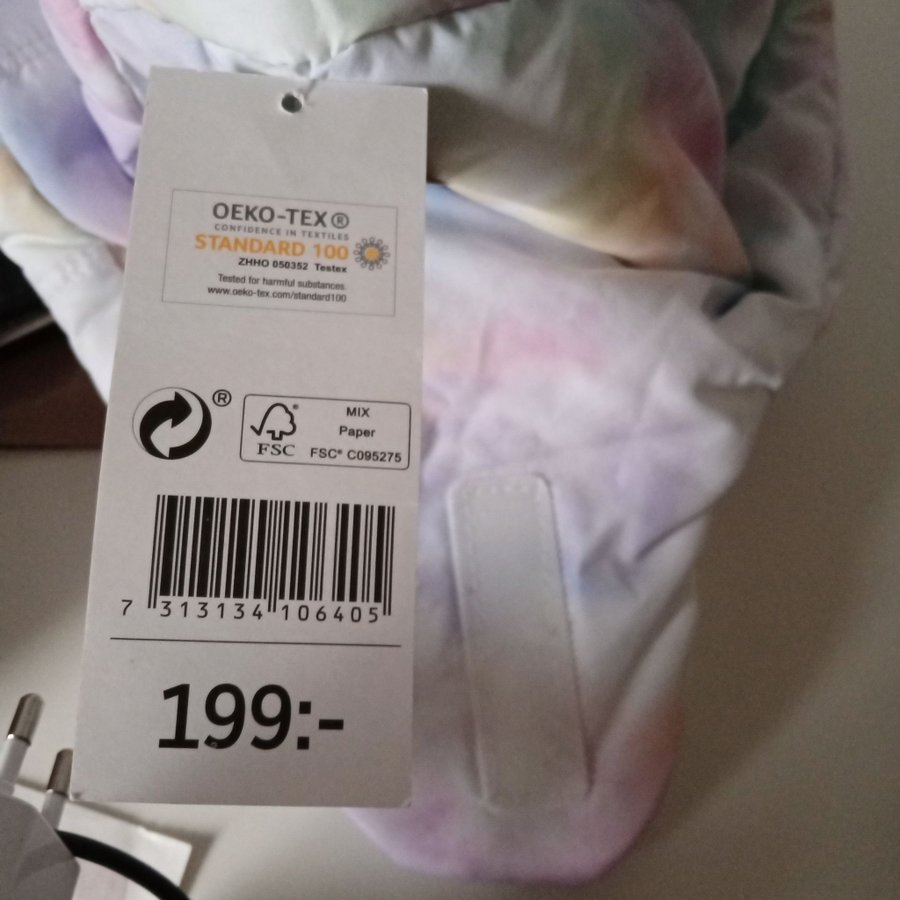 OEKO-TEX®
CONFIDENCE IN TEXTILES
STANDARD 100
ZHHO 050352 Testex
Tested for harmful substances.
www.oeko-tex.com/standard100
®
MIX
Paper
FSC® C095275
®
FSC
7 313134 106405
199:-